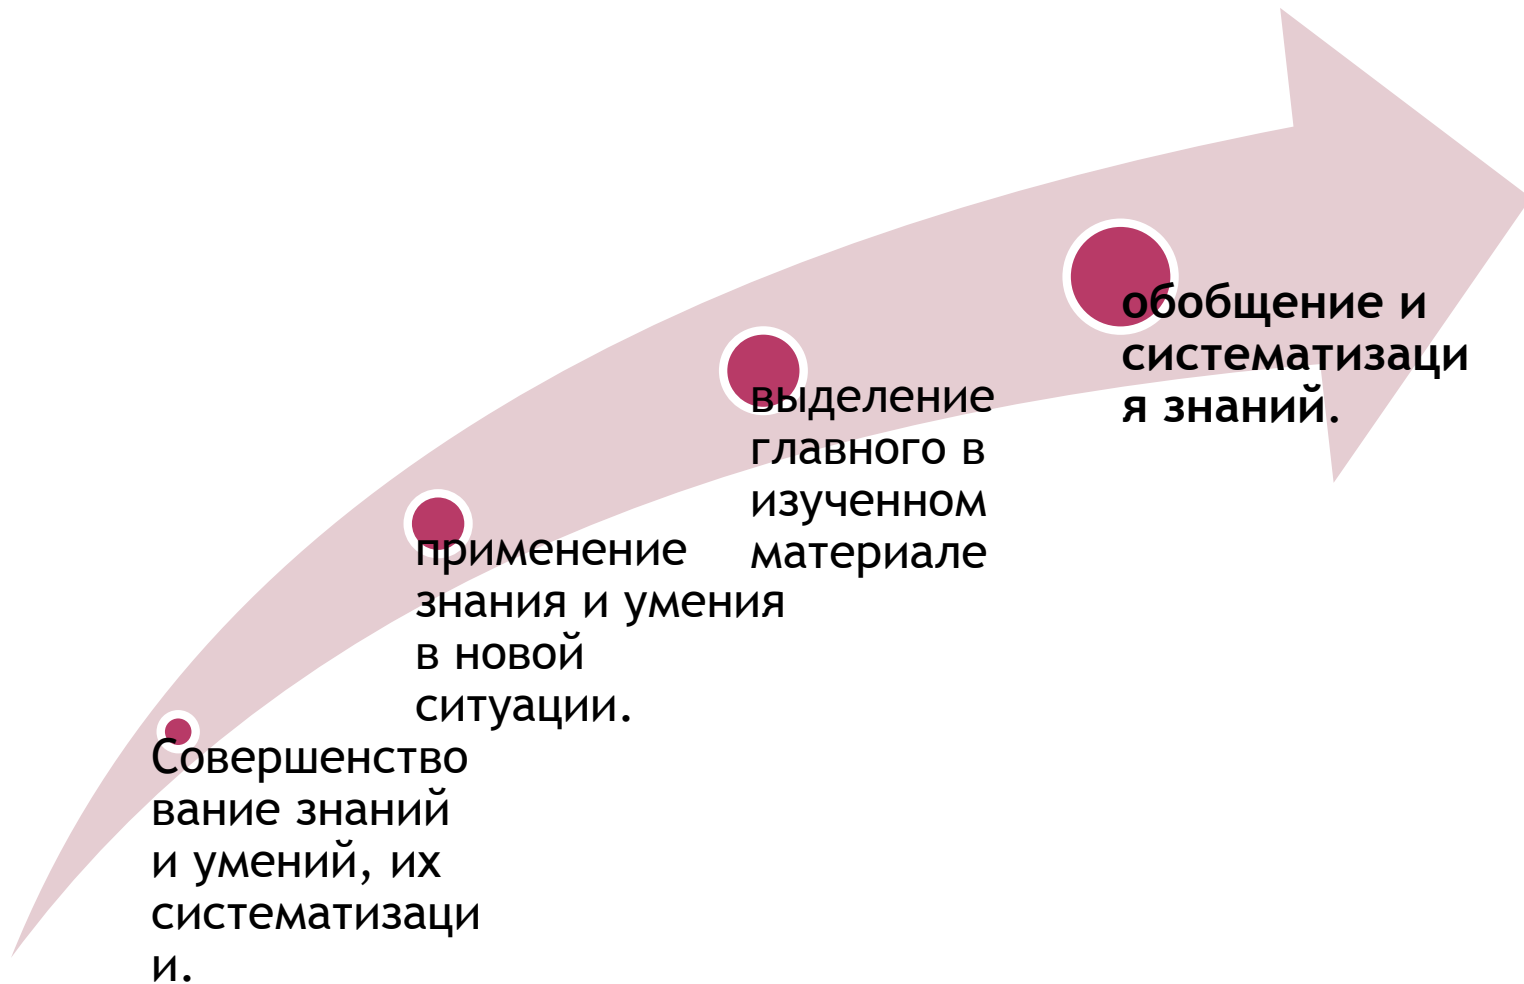 Совершенство
вание знаний
и умений, их
систематизаци
и.
применение
знания и умения
в новой
ситуации.
выделение
главного в
изученном
материале
обобщение и
систематизаци
я знаний.